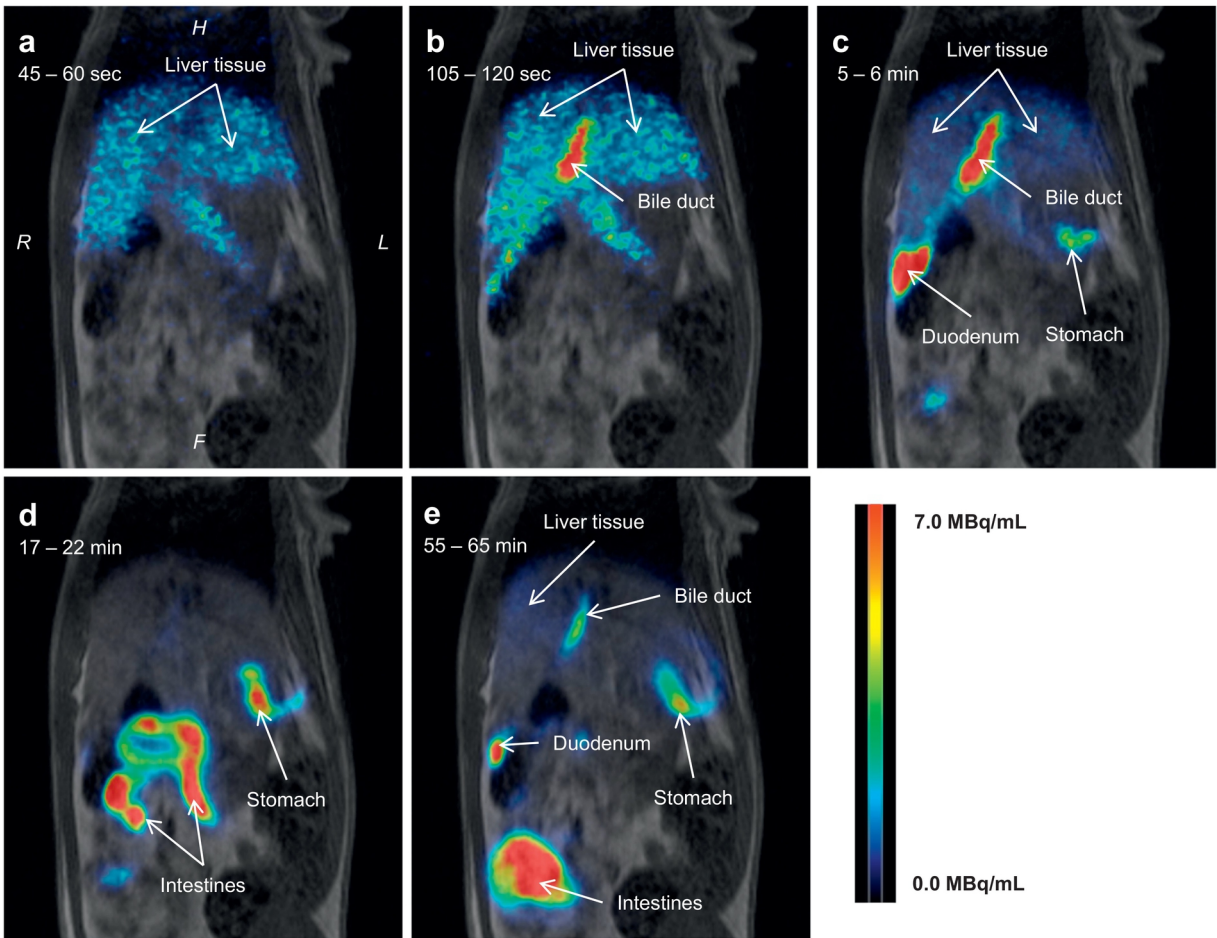 a
45 – 60 sec
H
Liver tissue
R
L
F
b
105 – 120 sec
Liver tissue
Bile duct
c
5 – 6 min
Liver tissue
Bile duct
Duodenum
Stomach
d
17 – 22 min
Stomach
Intestines
e
55 – 65 min
Liver tissue
Bile duct
Duodenum
Stomach
Intestines
7.0 MBq/mL
0.0 MBq/mL